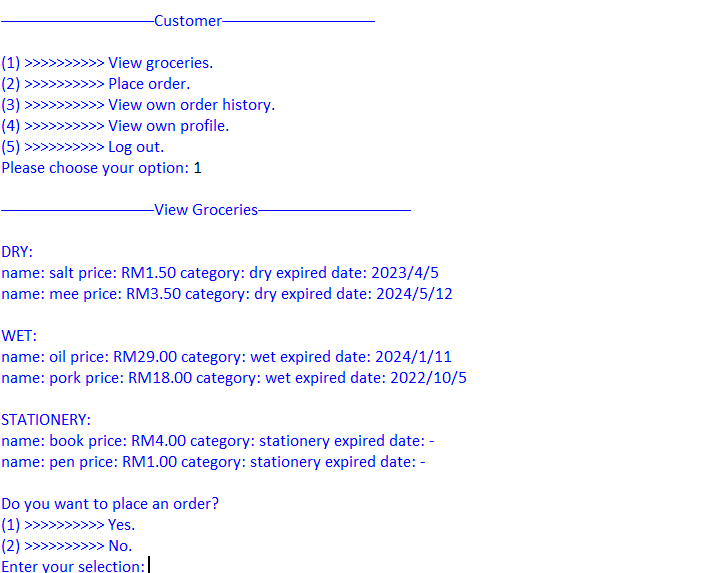 ——————————Customer——————————
(1) >>>>>>>>>> View groceries.
(2) >>>>>>>>>> Place order.
(3) >>>>>>>>>> View own order history.
(4) >>>>>>>>>> View own profile.
(5) >>>>>>>>>> Log out.
Please choose your option: 1
——————————View Groceries——————————
DRY:
name: salt price: RM1.50 category: dry expired date: 2023/4/5
name: mee price: RM3.50 category: dry expired date: 2024/5/12
WET:
name: oil price: RM29.00 category: wet expired date: 2024/1/11
name: pork price: RM18.00 category: wet expired date: 2022/10/5
STATIONERY:
name: book price: RM4.00 category: stationery expired date: -
name: pen price: RM1.00 category: stationery expired date: -
Do you want to place an order?
(1) >>>>>>>>>> Yes.
(2) >>>>>>>>>> No.
Enter your selection: